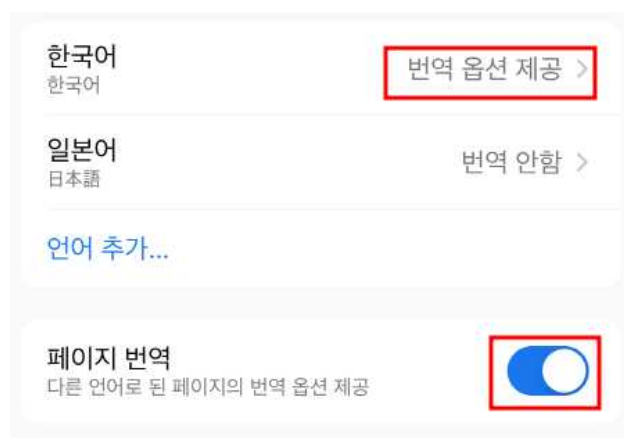 한국어
번역 옵션 제공
한국어
일본어
번역 안함
日本語
언어 추가...
페이지 번역
다른 언어로 된 페이지의 번역 옵션 제공